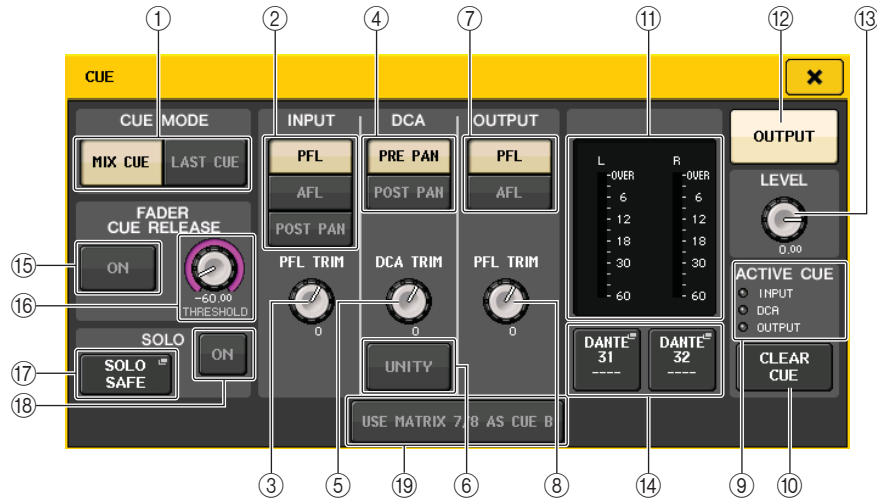 ① ② ④ ⑦ ⑪ ⑫ ⑬
CUE
CUE MODE
MIX CUE
LAST CUE
FADER
CUE RELEASE
⑮
ON
-60.00
THRESHOLD
⑯
SOLO
⑰
SOLO
SAFE
ON
⑱
INPUT
PFL
AFL
POST PAN
PFL TRIM
0
DCA
PRE PAN
POST PAN
DCA TRIM
0
UNITY
OUTPUT
PFL
AFL
PFL TRIM
0
USE MATRIX 7/8 AS CUE B
L R
-OVER -OVER
- 6 - 6
- 12 - 12
- 18 - 18
- 30 - 30
- 60 - 60
DANTE
31
----
DANTE
32
----
OUTPUT
LEVEL
0.00
ACTIVE CUE
INPUT
DCA
OUTPUT
CLEAR
CUE
③ ⑤ ⑲ ⑥ ⑧ ⑭ ⑨ ⑩